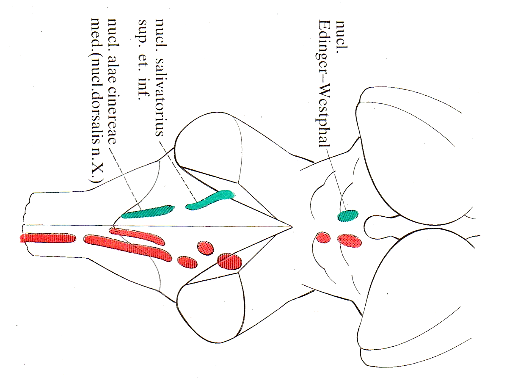 nucl.
Edinger–Westphal
nucl. salivatorius
sup. et. inf.
nucl. alae cinereae
med.(nucl.dorsalis n.X.)